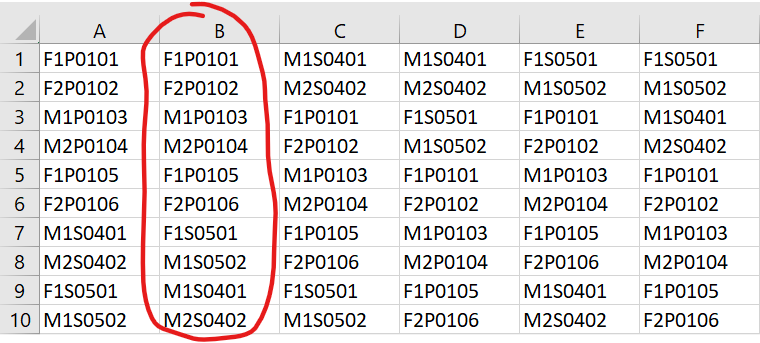 A B C D E F
1 F1P0101 F1P0101 M1S0401 M1S0401 F1S0501 F1S0501
2 F2P0102 F2P0102 M2S0402 M2S0402 M1S0502 M1S0502
3 M1P0103 M1P0103 F1P0101 F1S0501 F1P0101 M1S0401
4 M2P0104 M2P0104 F2P0102 M1S0502 F2P0102 M2S0402
5 F1P0105 F1P0105 M1P0103 F1P0101 M1P0103 F1P0101
6 F2P0106 F2P0106 M2P0104 F2P0102 M2P0104 F2P0102
7 M1S0401 F1S0501 F1P0105 M1P0103 F1P0105 M1P0103
8 M2S0402 M1S0502 F2P0106 M2P0104 F2P0106 M2P0104
9 F1S0501 M1S0401 F1S0501 F1P0105 M1S0401 F1P0105
10 M1S0502 M2S0402 M1S0502 F2P0106 M2S0402 F2P0106